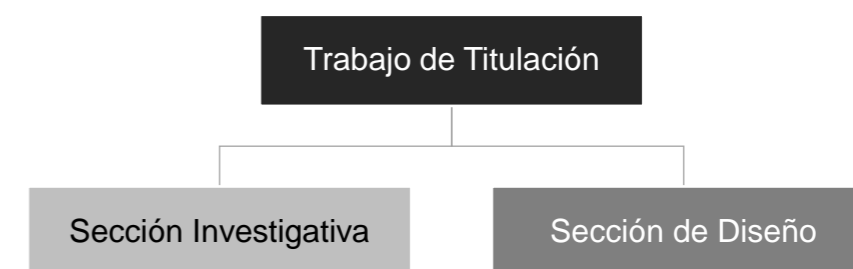 Trabajo de Titulación
Sección Investigativa
Sección de Diseño